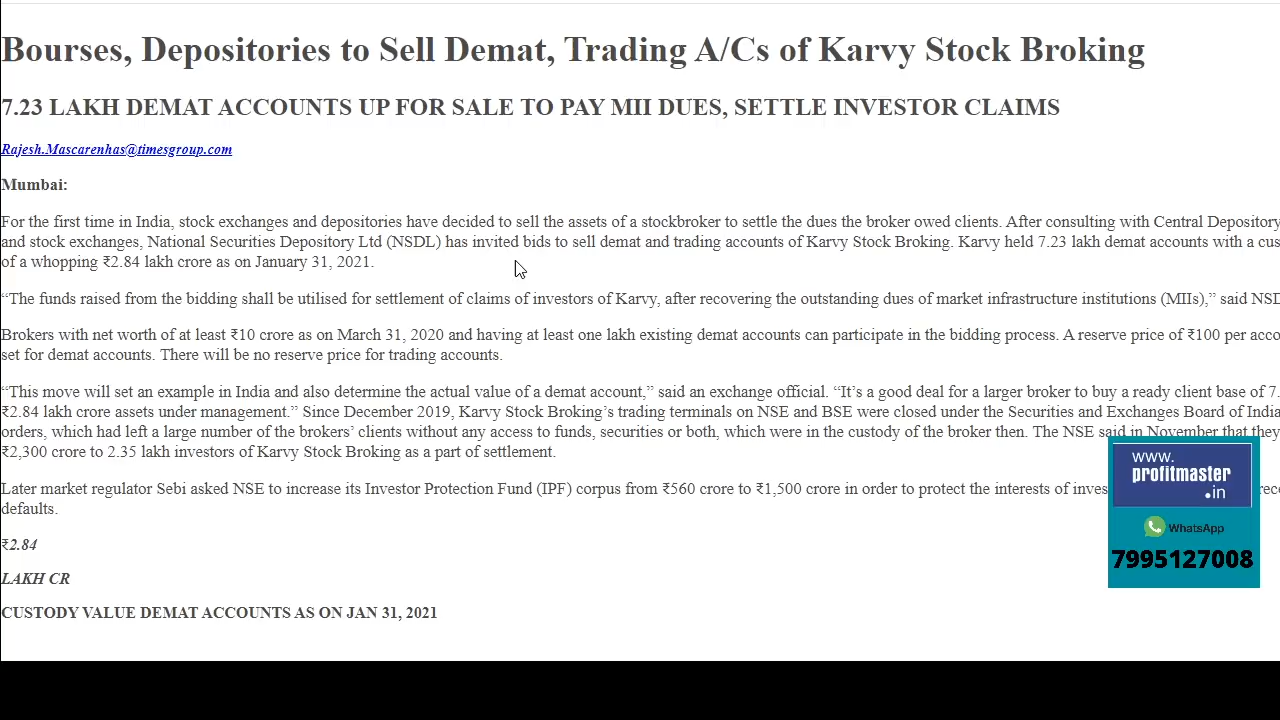 Bourses, Depositories to Sell Demat, Trading A/Cs of Karvy Stock Broking
7.23 LAKH DEMAT ACCOUNTS UP FOR SALE TO PAY MII DUES, SETTLE INVESTOR CLAIMS
Rajesh.Mascarenhas@timesgroup.com
Mumbai:
For the first time in India, stock exchanges and depositories have decided to sell the assets of a stockbroker to settle the dues the broker owed clients. After consulting with Central Depository
and stock exchanges, National Securities Depository Ltd (NSDL) has invited bids to sell demat and trading accounts of Karvy Stock Broking. Karvy held 7.23 lakh demat accounts with a
of a whopping ₹2.84 lakh crore as on January 31, 2021.
“The funds raised from the bidding shall be utilised for settlement of claims of investors of Karvy, after recovering the outstanding dues of market infrastructure institutions (MIIs),” said
Brokers with net worth of at least ₹10 crore as on March 31, 2020 and having at least one lakh existing demat accounts can participate in the bidding process. A reserve price of ₹100 per
set for demat accounts. There will be no reserve price for trading accounts.
“This move will set an example in India and also determine the actual value of a demat account,” said an exchange official. “It’s a good deal for a larger broker to buy a ready client base of 7.
₹2.84 lakh crore assets under management.” Since December 2019, Karvy Stock Broking’s trading terminals on NSE and BSE were closed under the Securities and Exchanges Board of India
orders, which had left a large number of the brokers’ clients without any access to funds, securities or both, which were in the custody of the broker then. The NSE said in November that they
₹2,300 crore to 2.35 lakh investors of Karvy Stock Broking as a part of settlement.
Later market regulator Sebi asked NSE to increase its Investor Protection Fund (IPF) corpus from ₹560 crore to ₹1,500 crore in order to protect the interests of
defaults.
₹2.84
LAKH CR
CUSTODY VALUE DEMAT ACCOUNTS AS ON JAN 31, 2021
www.
profitmaster
.in
WhatsApp
7995127008